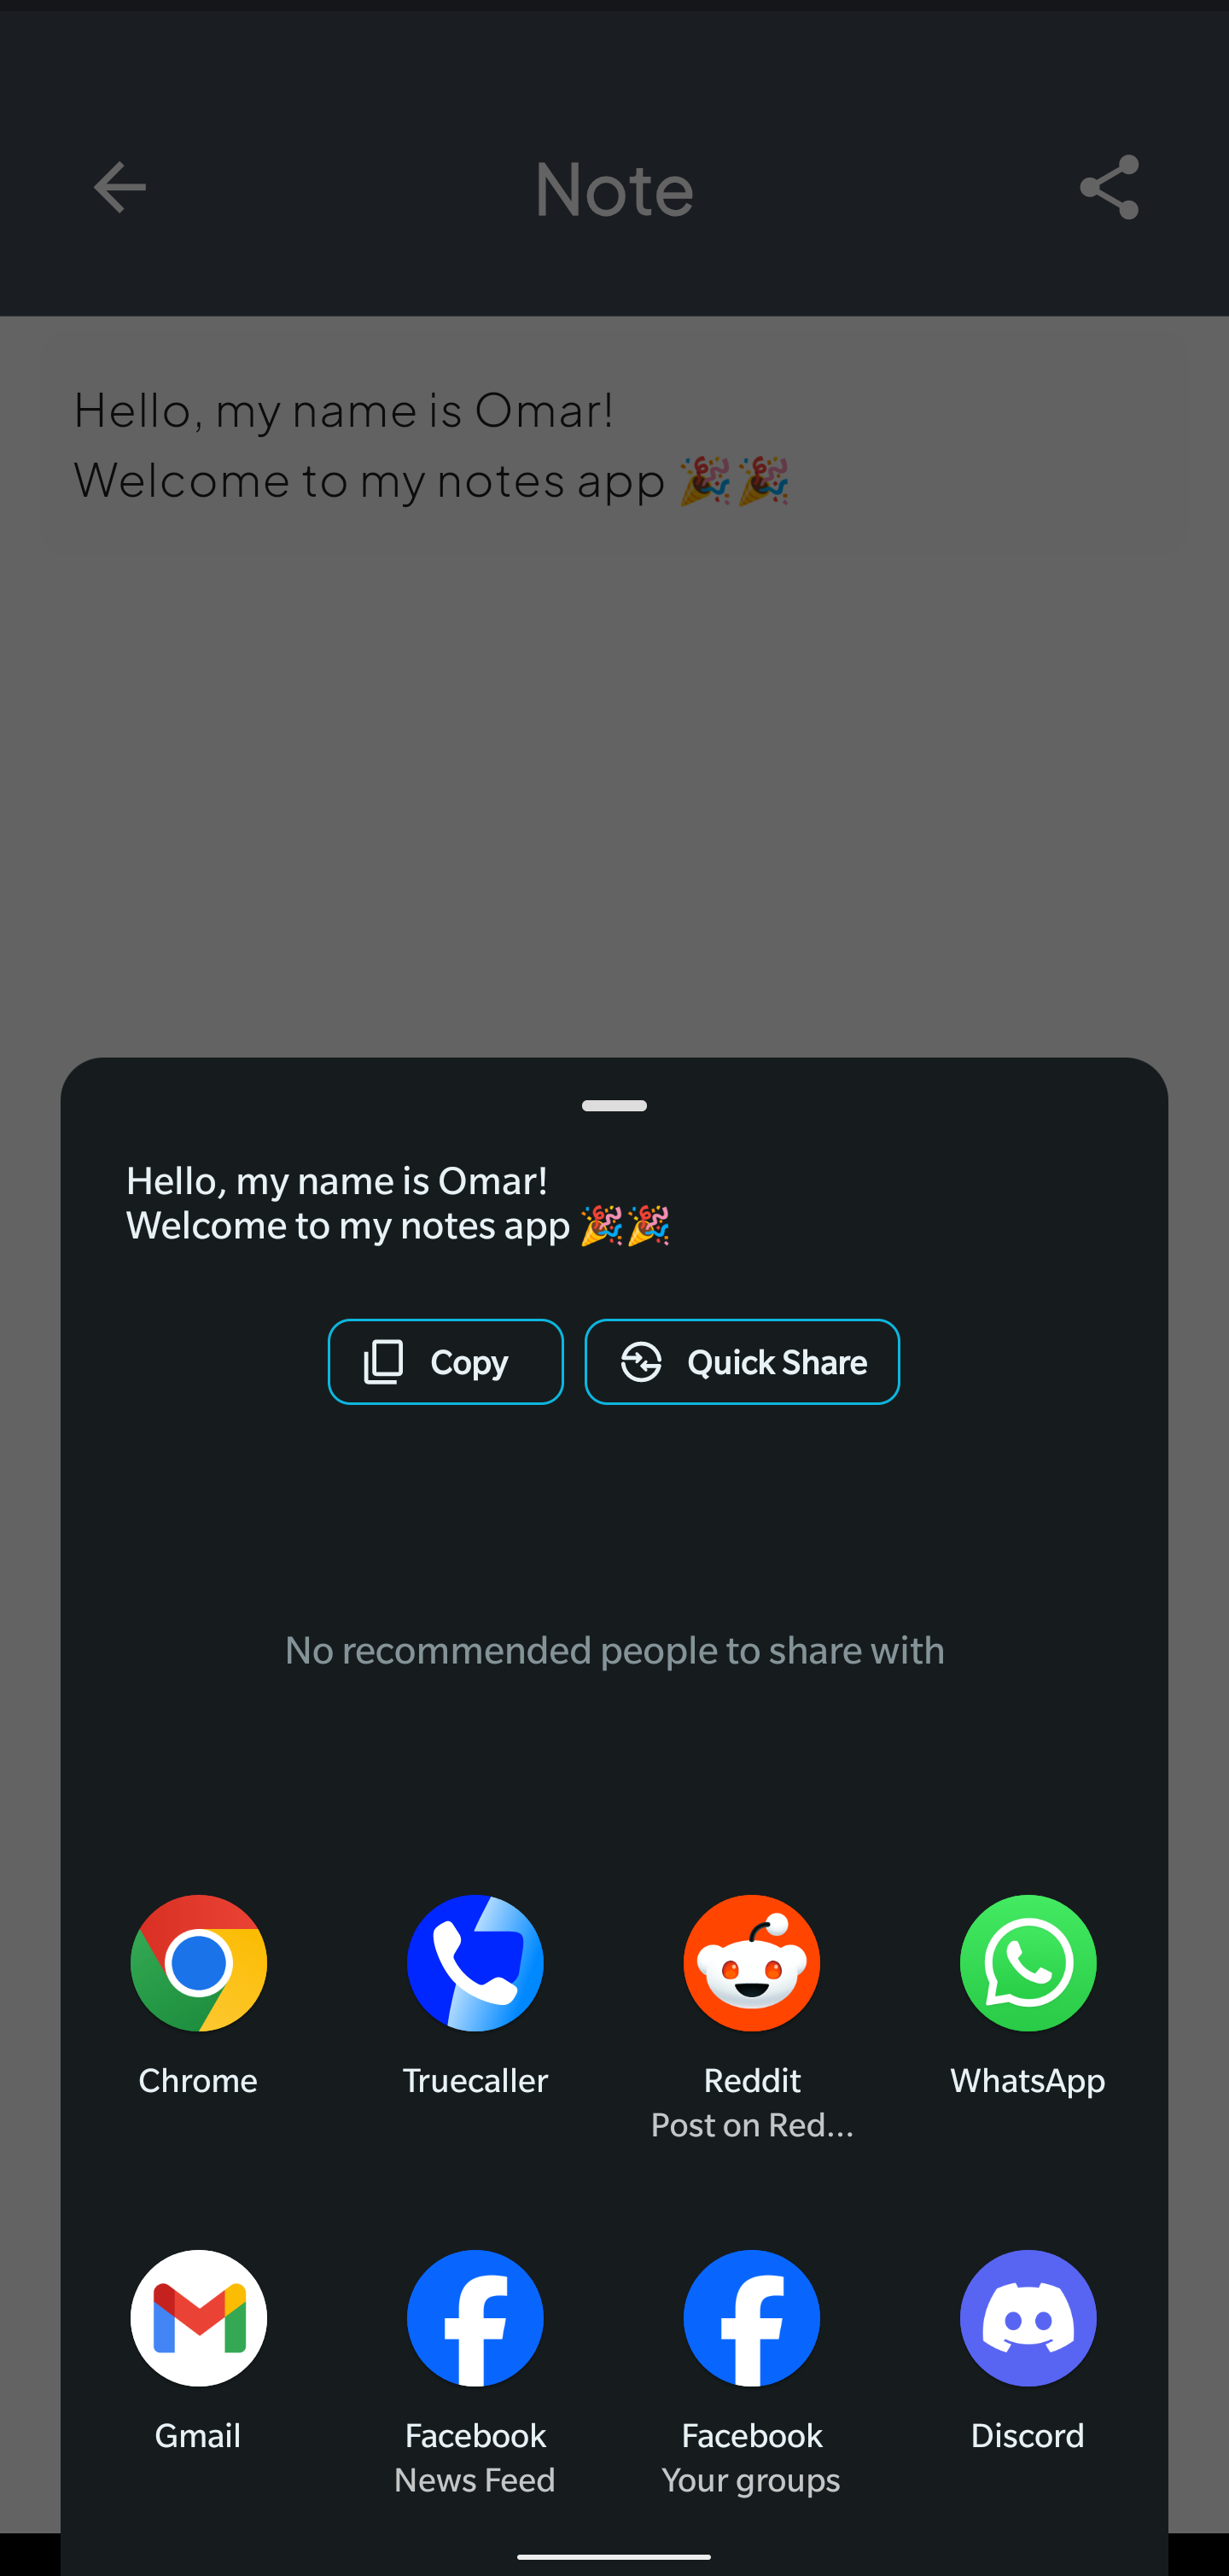 Note
Hello, my name is Omar!
Welcome to my notes app 🎉🎉
Hello, my name is Omar!
Welcome to my notes app 🎉🎉
Copy Quick Share
No recommended people to share with
Chrome Truecaller Reddit WhatsApp
Post on Red...
Gmail Facebook Facebook Discord
News Feed Your groups